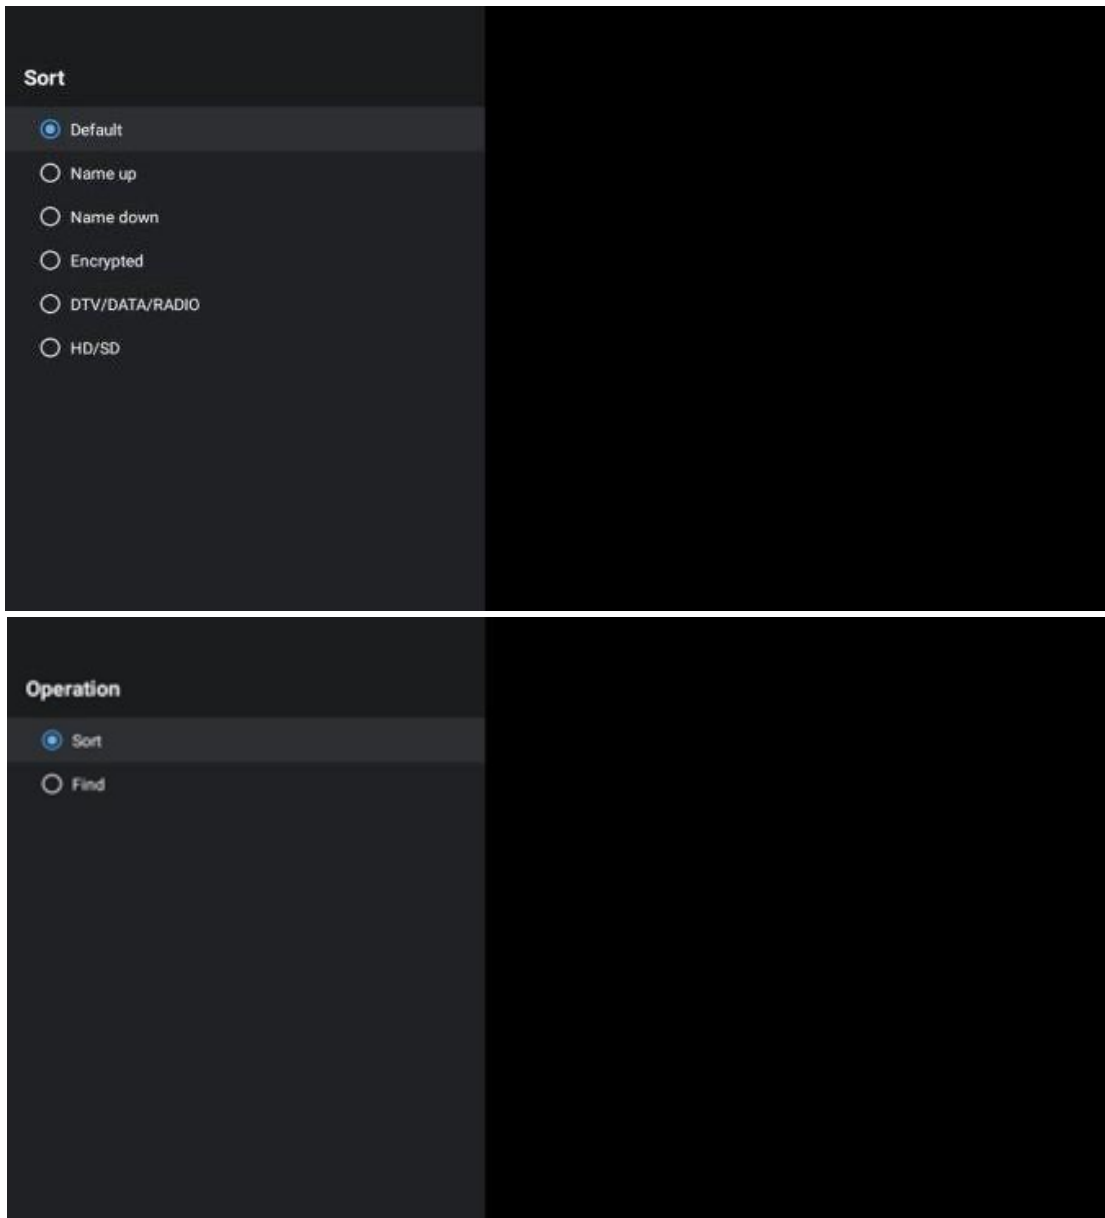 Sort
Default
Name up
Name down
Encrypted
DTV/DATA/RADIO
HD/SD
Operation
Sort
Find